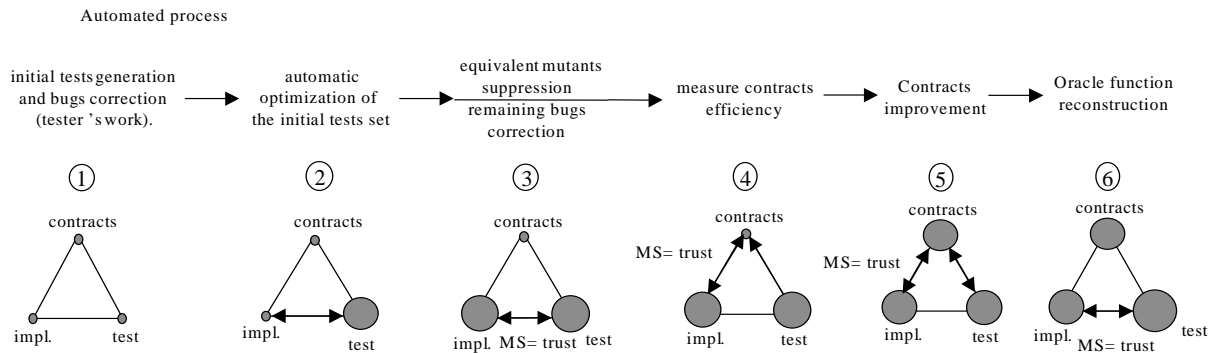 Automated process
initial tests generation
and bugs correction
(tester ’s work).
automatic
optimization of
the initial tests set
equivalent mutants
suppression
remaining bugs
correction
measure contracts
efficiency
Contracts
improvement
Oracle function
reconstruction
1
2
3
4
5
6
contracts
impl.
test
contracts
impl.
test
contracts
impl. MS= trust test
contracts
MS= trust
impl.
test
contracts
MS= trust
impl.
test
contracts
impl.
MS= trust
test